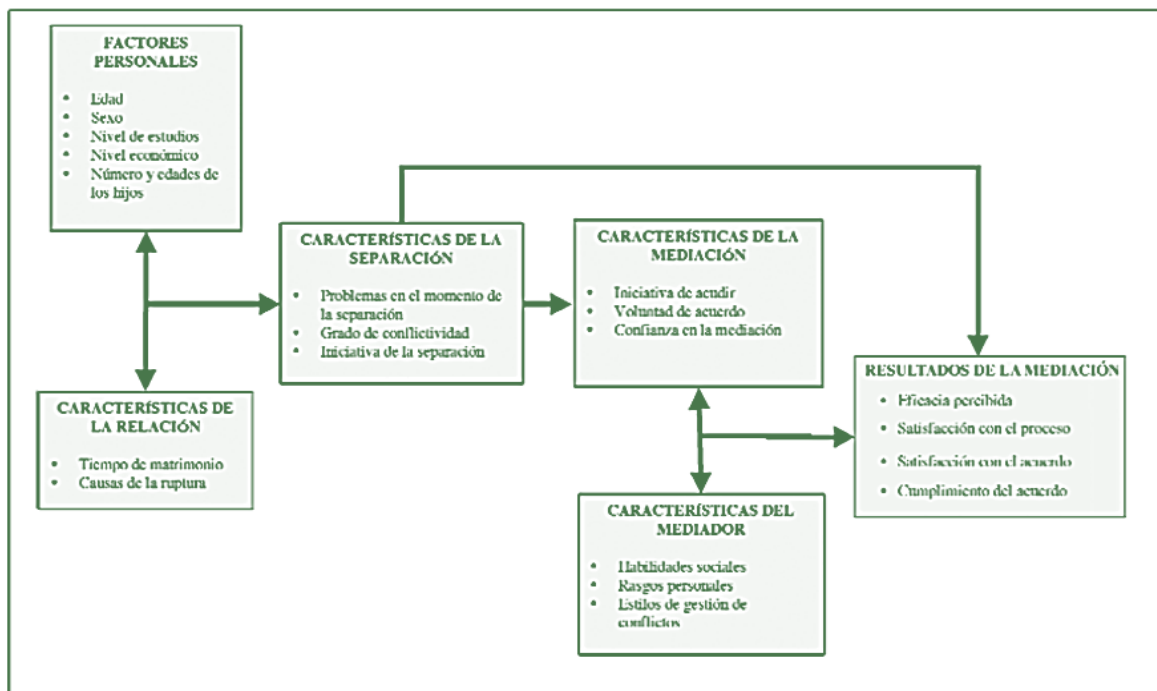 FACTORES
PERSONALES
• Edad
• Sexo
• Nivel de estudios
• Nivel económico
• Número y edades de
los hijos
CARACTERÍSTICAS DE
LA RELACIÓN
• Tiempo de matrimonio
• Causas de la ruptura
CARACTERÍSTICAS DE LA
SEPARACIÓN
• Problemas en el momento de
la separación
• Grado de conflictividad
• Iniciativa de la separación
CARACTERÍSTICAS DE LA
MEDIACIÓN
• Iniciativa de acudir
• Voluntad de acuerdo
• Confianza en la mediación
CARACTERÍSTICAS DEL
MEDIADOR
• Habilidades sociales
• Rasgos personales
• Estilos de gestión de
conflictos
RESULTADOS DE LA MEDIACIÓN
• Eficacia percibida
• Satisfacción con el proceso
• Satisfacción con el acuerdo
• Cumplimiento del acuerdo